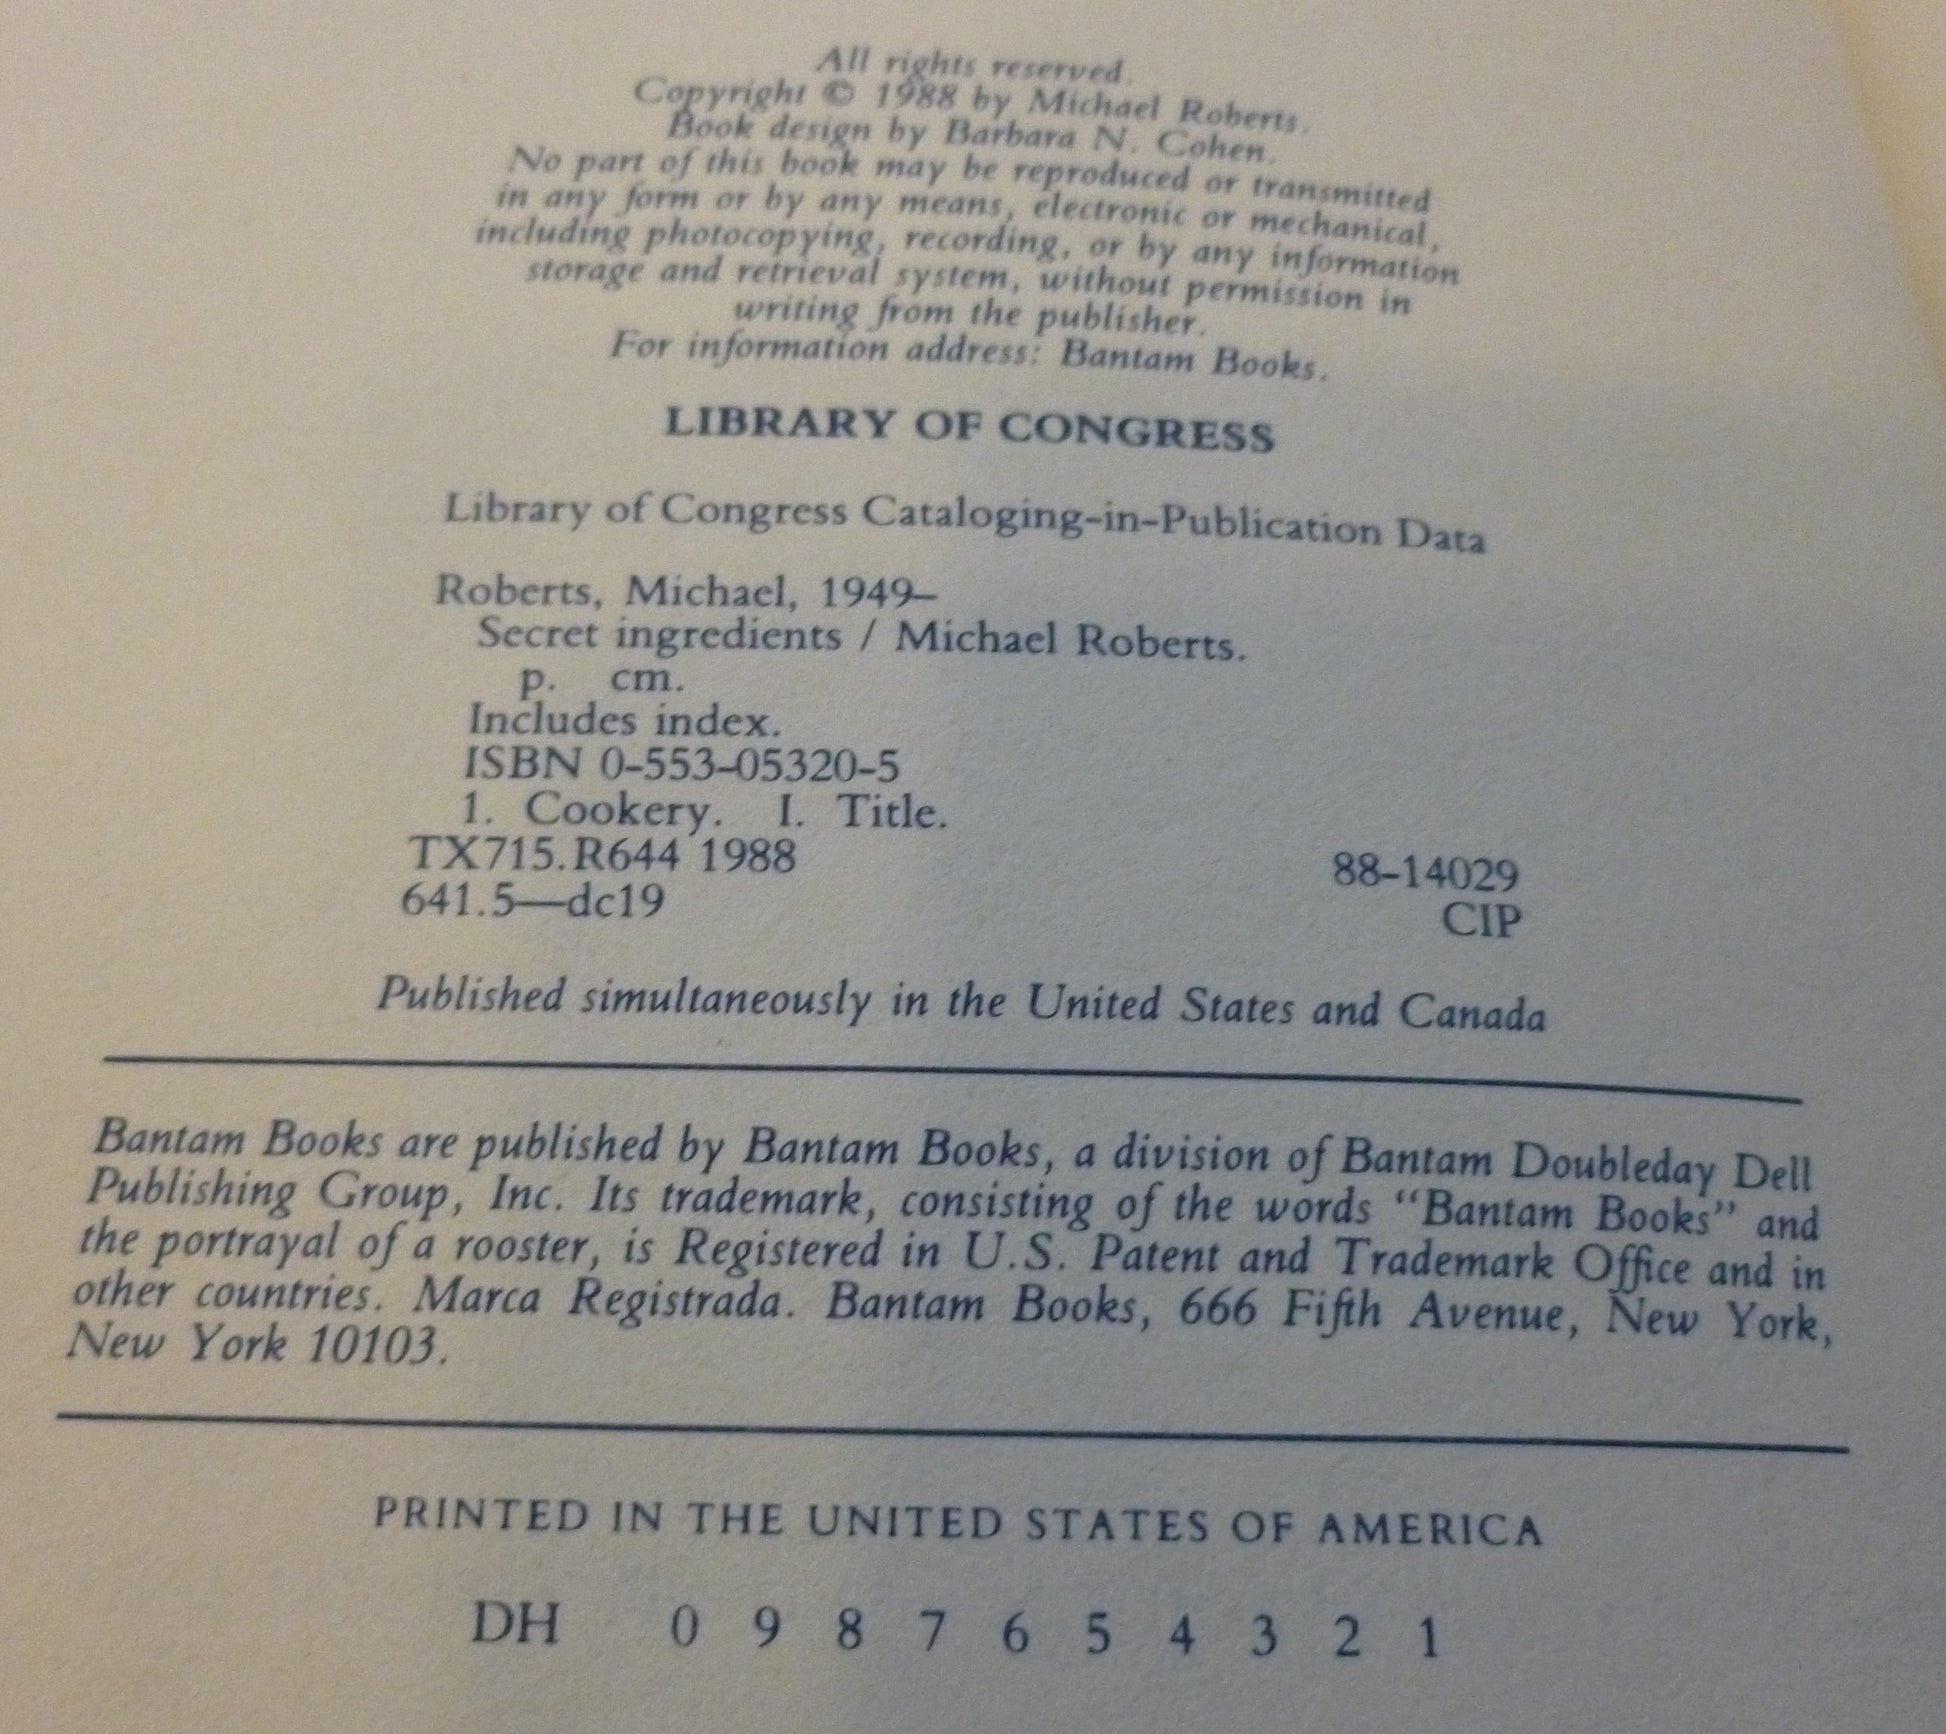 All rights reserved.
Copyright © 1988 by Michael Roberts.
Book design by Barbara N. Cohen.
No part of this book may be reproduced or transmitted
in any form or by any means, electronic or mechanical,
including photocopying, recording, or by any information
storage and retrieval system, without permission in
writing from the publisher.
For information address: Bantam Books.
LIBRARY OF CONGRESS
Library of Congress Cataloging-in-Publication Data
Roberts, Michael, 1949–
Secret ingredients / Michael Roberts.
p. cm.
Includes index.
ISBN 0-553-05320-5
1. Cookery. I. Title.
TX715.R644 1988 88-14029
641.5—dc19 CIP
Published simultaneously in the United States and Canada
Bantam Books are published by Bantam Books, a division of Bantam Doubleday Dell
Publishing Group, Inc. Its trademark, consisting of the words “Bantam Books” and
the portrayal of a rooster, is Registered in U.S. Patent and Trademark Office and in
other countries. Marca Registrada. Bantam Books, 666 Fifth Avenue, New York,
New York 10103.
PRINTED IN THE UNITED STATES OF AMERICA
DH 0 9 8 7 6 5 4 3 2 1